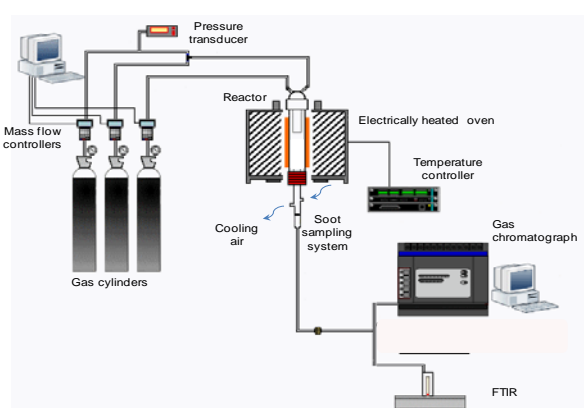 Pressure
transducer
Reactor
Electrically heated oven
Mass flow
controllers
Temperature
controller
Cooling
air
Soot
sampling
system
Gas
chromatograph
Gas cylinders
FTIR